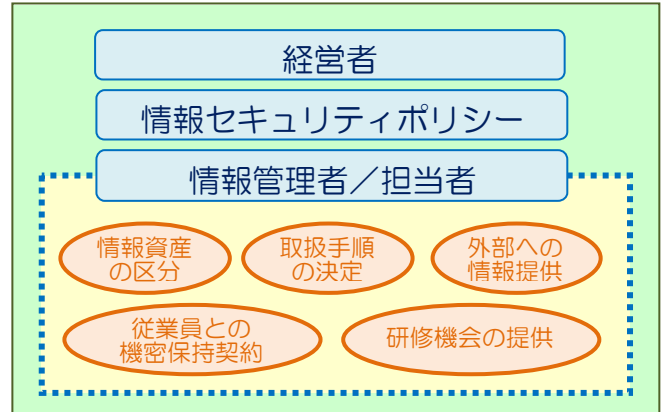 経営者
情報セキュリティポリシー
情報管理者／担当者
情報資産
の区分
取扱手順
の決定
外部への
情報提供
従業員との
機密保持契約
研修機会の提供